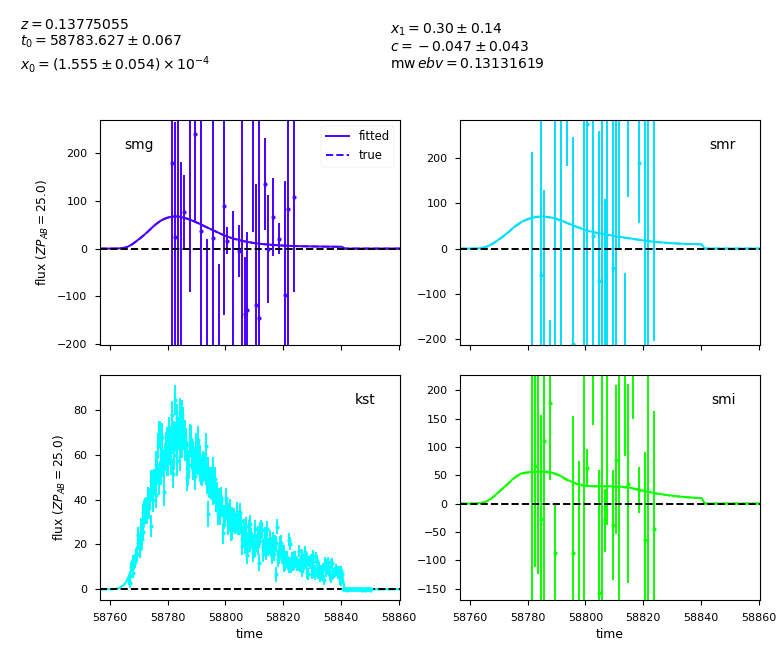 z = 0.13775055
t₀ = 58783.627 ± 0.067
x₀ = (1.555 ± 0.054) × 10⁻⁴
x₁ = 0.30 ± 0.14
c = −0.047 ± 0.043
mw ebv = 0.13131619
smg
fitted
true
200
100
0
−100
−200
flux (ZP_AB = 25.0)
smr
200
100
0
−100
−200
kst
80
60
40
20
0
flux (ZP_AB = 25.0)
58760 58780 58800 58820 58840 58860
time
smi
200
150
100
50
0
−50
−100
−150
58760 58780 58800 58820 58840 58860
time